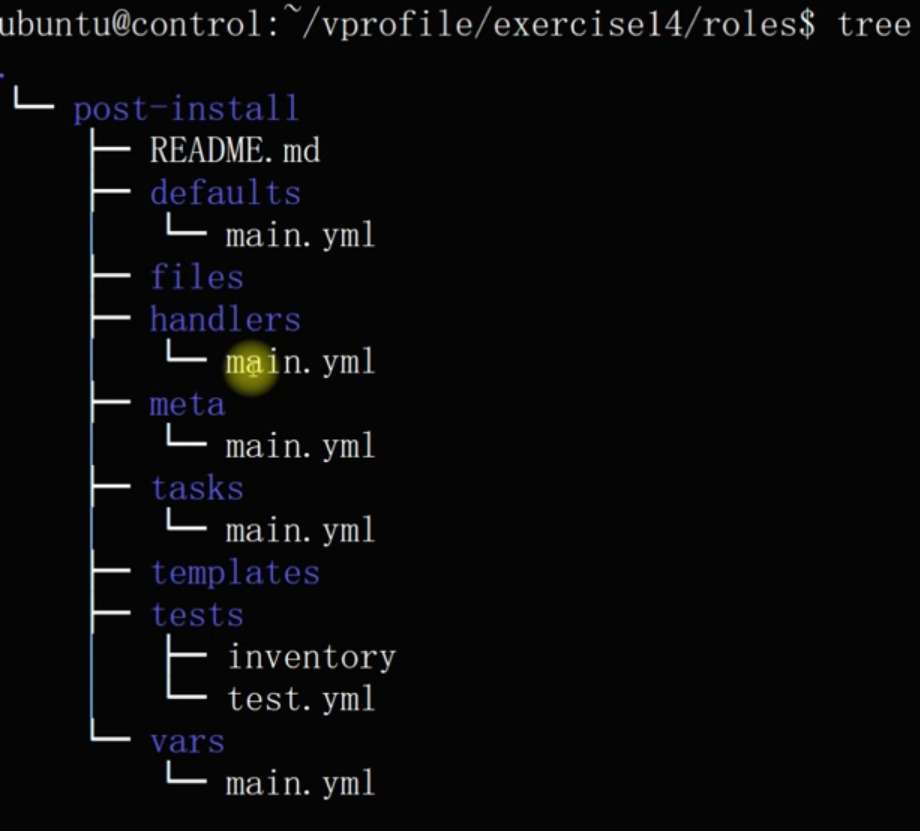 ubuntu@control:~/vprofile/exercise14/roles$ tree
.
└── post-install
    ├── README.md
    ├── defaults
    │   └── main.yml
    ├── files
    ├── handlers
    │   └── main.yml
    ├── meta
    │   └── main.yml
    ├── tasks
    │   └── main.yml
    ├── templates
    ├── tests
    │   ├── inventory
    │   └── test.yml
    └── vars
        └── main.yml